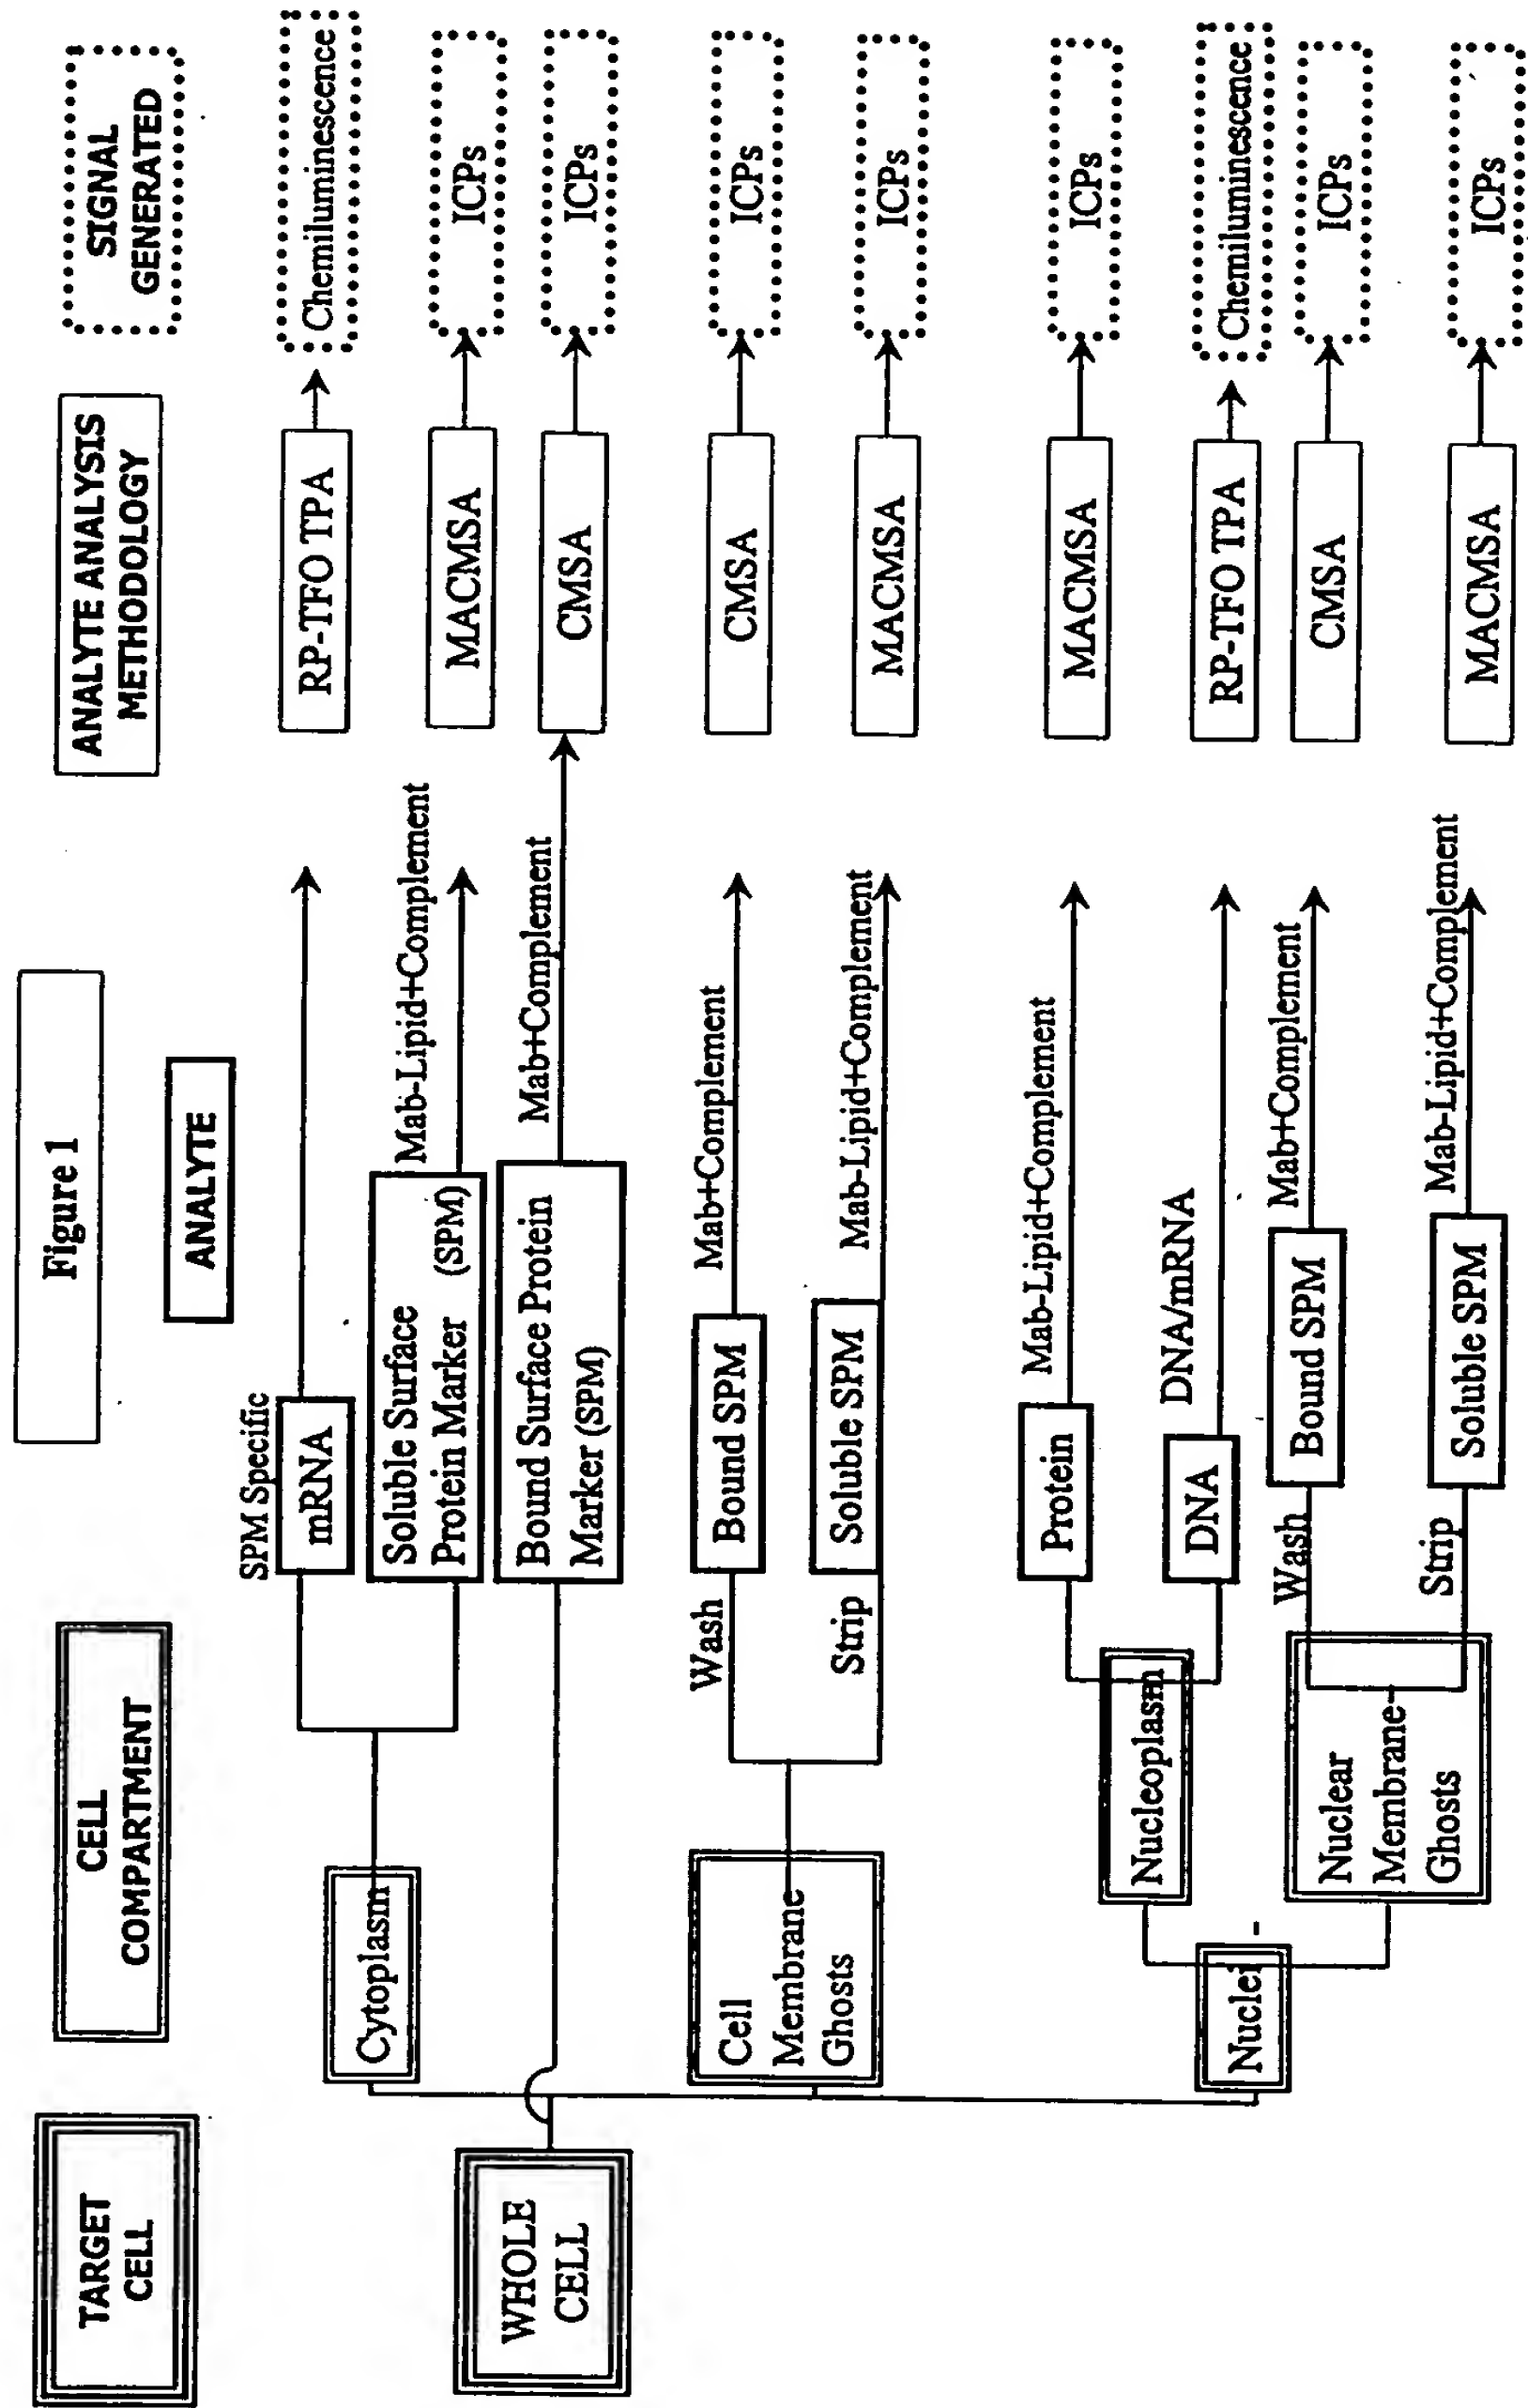 Figure 1
TARGET
CELL
CELL
COMPARTMENT
ANALYTE
ANALYTE ANALYSIS
METHODOLOGY
SIGNAL
GENERATED
WHOLE
CELL
Cytoplasm
SPM Specific
mRNA
RP-TFO TPA
Chemiluminescence
Soluble Surface
Protein Marker (SPM)
Mab-Lipid+Complement
MACMSA
ICPs
Bound Surface Protein
Marker (SPM)
Mab+Complement
CMSA
ICPs
Cell
Membrane
Ghosts
Wash
Bound SPM
Mab+Complement
CMSA
ICPs
Strip
Soluble SPM
Mab-Lipid+Complement
MACMSA
ICPs
Nuclei
Nucleoplasm
Protein
Mab-Lipid+Complement
MACMSA
ICPs
DNA
DNA/mRNA
RP-TFO TPA
Chemiluminescence
Nuclear
Membrane
Ghosts
Wash
Bound SPM
Mab+Complement
CMSA
ICPs
Strip
Soluble SPM
Mab-Lipid+Complement
MACMSA
ICPs